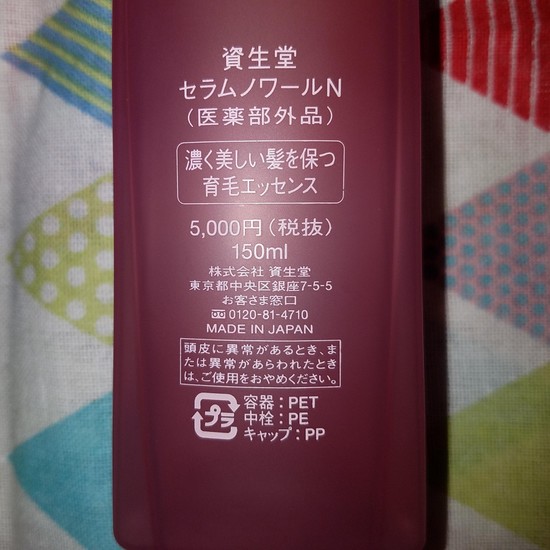 資生堂
セラムノワールN
(医薬部外品)
濃く美しい髪を保つ
育毛エッセンス
5,000円(税抜)
150ml
株式会社 資生堂
東京都中央区銀座7-5-5
お客さま窓口
0120-81-4710
MADE IN JAPAN
頭皮に異常があるとき、ま
たは異常があらわれたとき
は、ご使用をおやめください。
プラ
容器:PET
中栓:PE
キャップ:PP